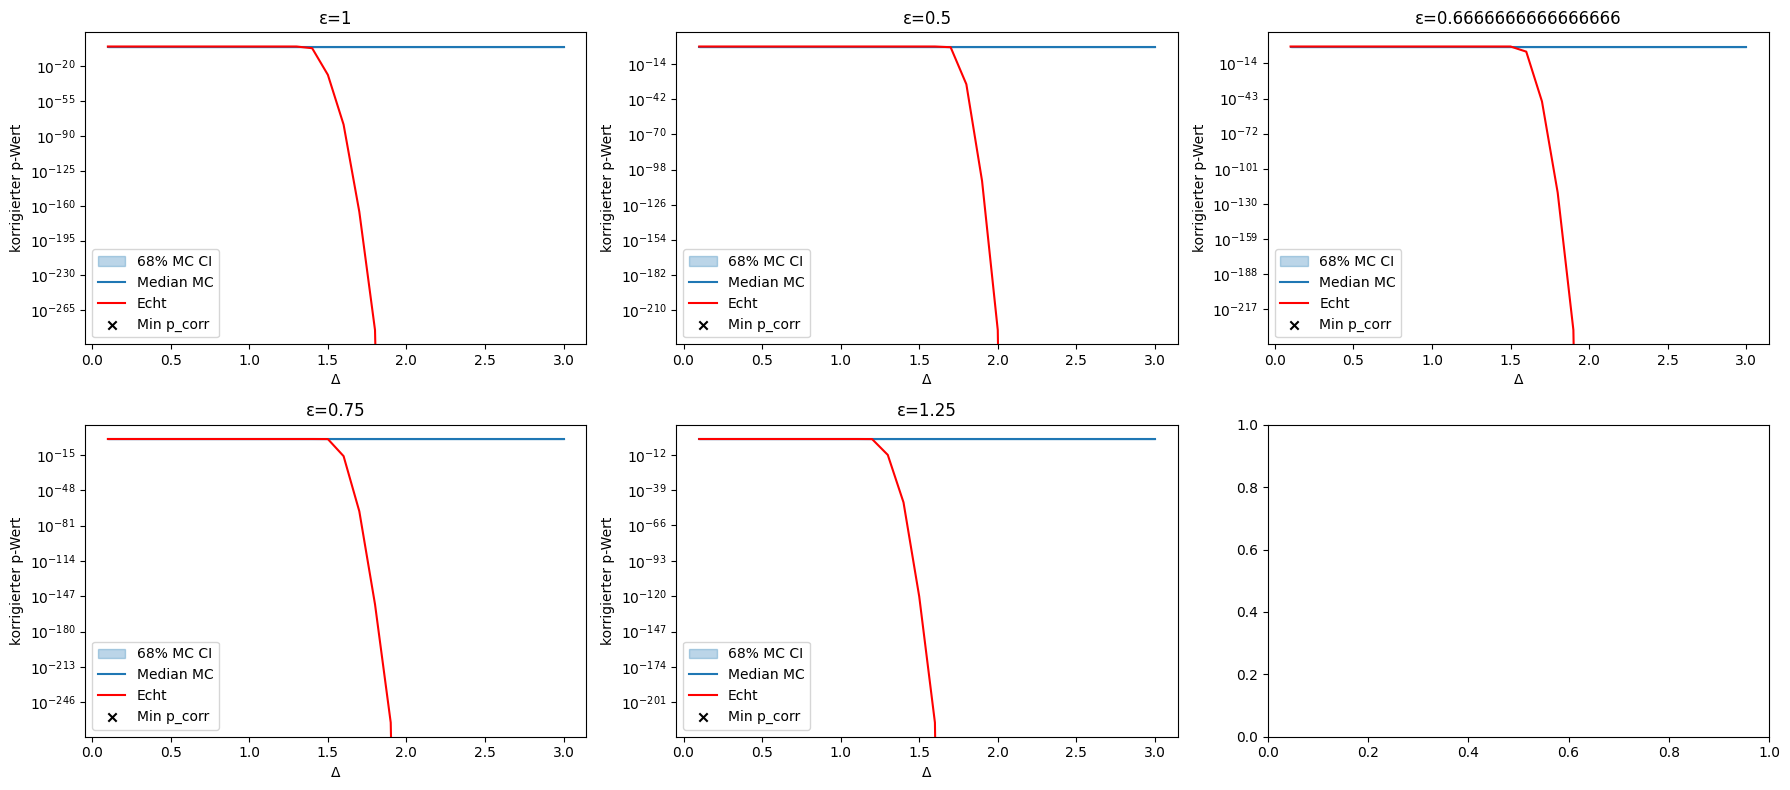 ε=1
10^-20
10^-55
10^-90
10^-125
10^-160
10^-195
10^-230
10^-265
korrigierter p-Wert
68% MC CI
Median MC
Echt
Min p_corr
0.0 0.5 1.0 1.5 2.0 2.5 3.0
Δ
ε=0.5
10^-14
10^-42
10^-70
10^-98
10^-126
10^-154
10^-182
10^-210
korrigierter p-Wert
68% MC CI
Median MC
Echt
Min p_corr
0.0 0.5 1.0 1.5 2.0 2.5 3.0
Δ
ε=0.6666666666666666
10^-14
10^-43
10^-72
10^-101
10^-130
10^-159
10^-188
10^-217
korrigierter p-Wert
68% MC CI
Median MC
Echt
Min p_corr
0.0 0.5 1.0 1.5 2.0 2.5 3.0
Δ
ε=0.75
10^-15
10^-48
10^-81
10^-114
10^-147
10^-180
10^-213
10^-246
korrigierter p-Wert
68% MC CI
Median MC
Echt
Min p_corr
0.0 0.5 1.0 1.5 2.0 2.5 3.0
Δ
ε=1.25
10^-12
10^-39
10^-66
10^-93
10^-120
10^-147
10^-174
10^-201
korrigierter p-Wert
68% MC CI
Median MC
Echt
Min p_corr
0.0 0.5 1.0 1.5 2.0 2.5 3.0
Δ
1.0
0.8
0.6
0.4
0.2
0.0
0.0 0.2 0.4 0.6 0.8 1.0